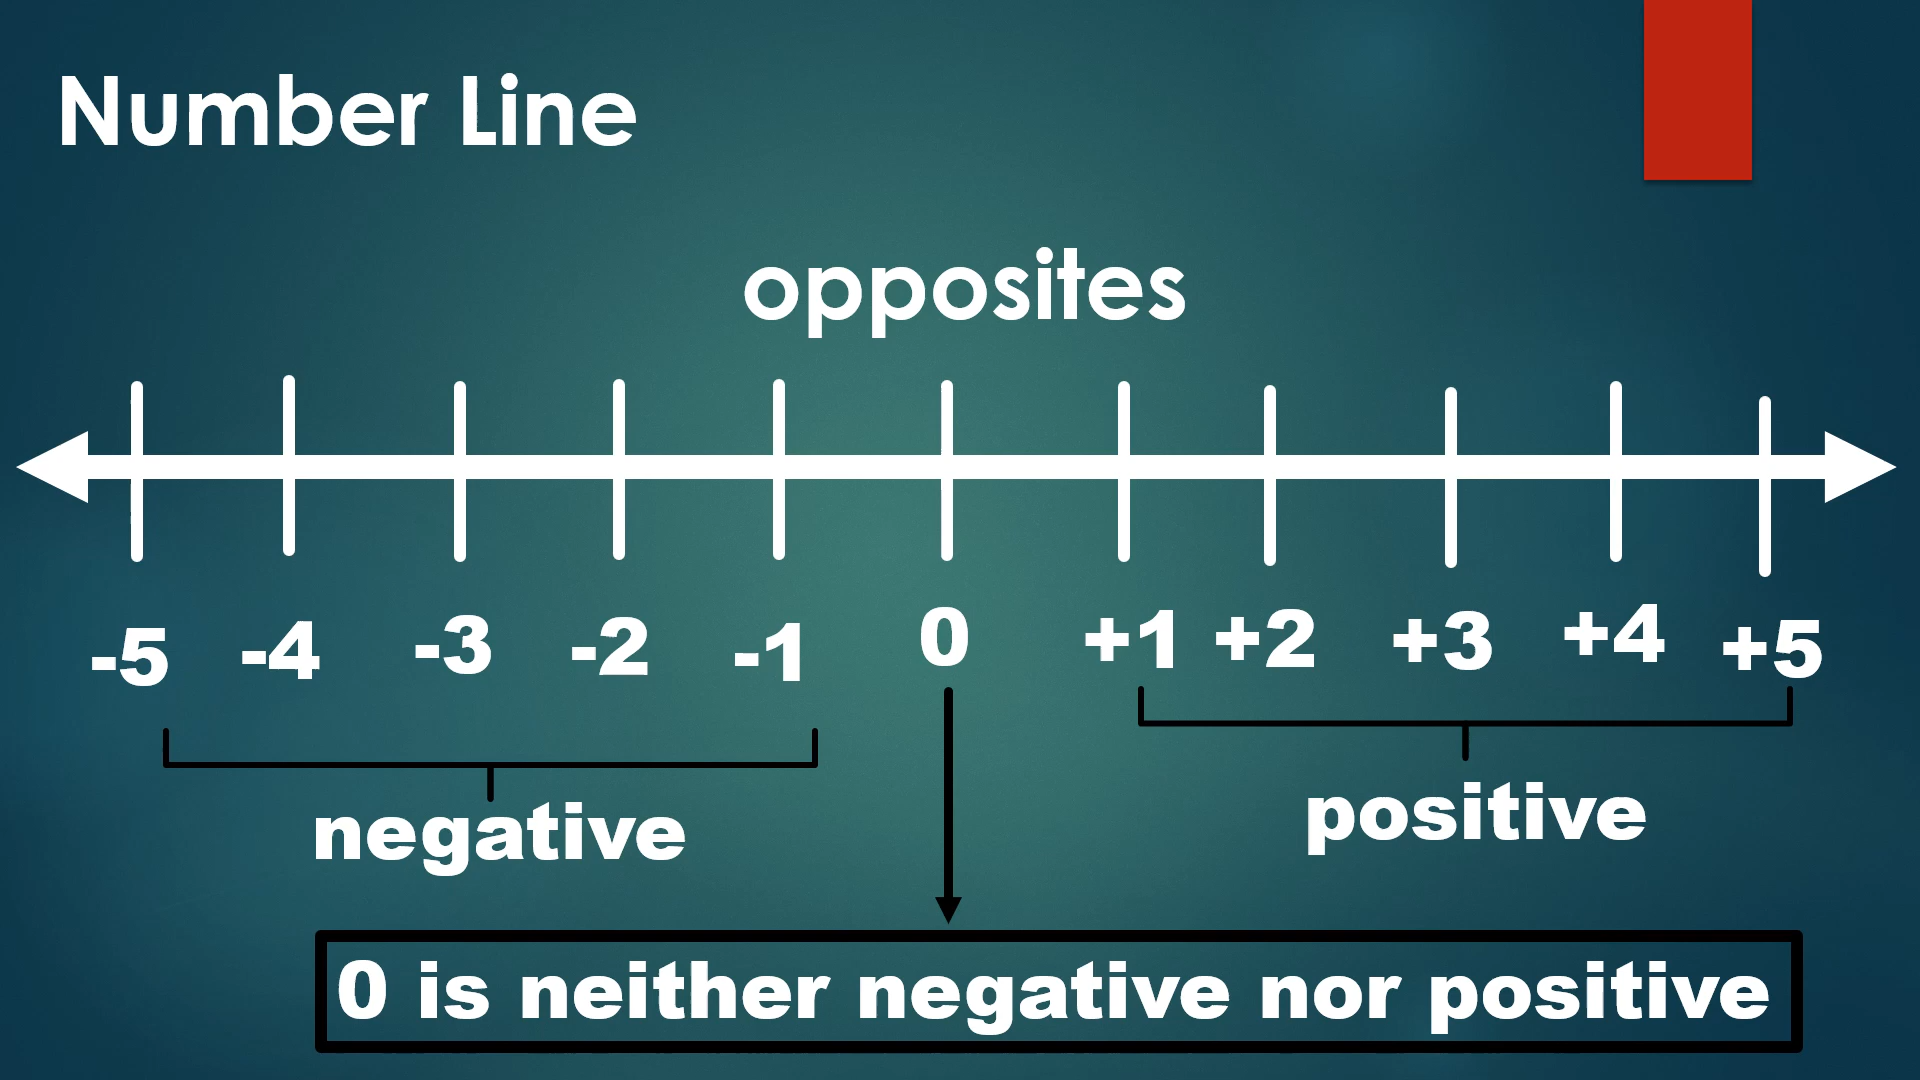 Number Line
opposites
-5 -4 -3 -2 -1 0 +1 +2 +3 +4 +5
negative
positive
0 is neither negative nor positive